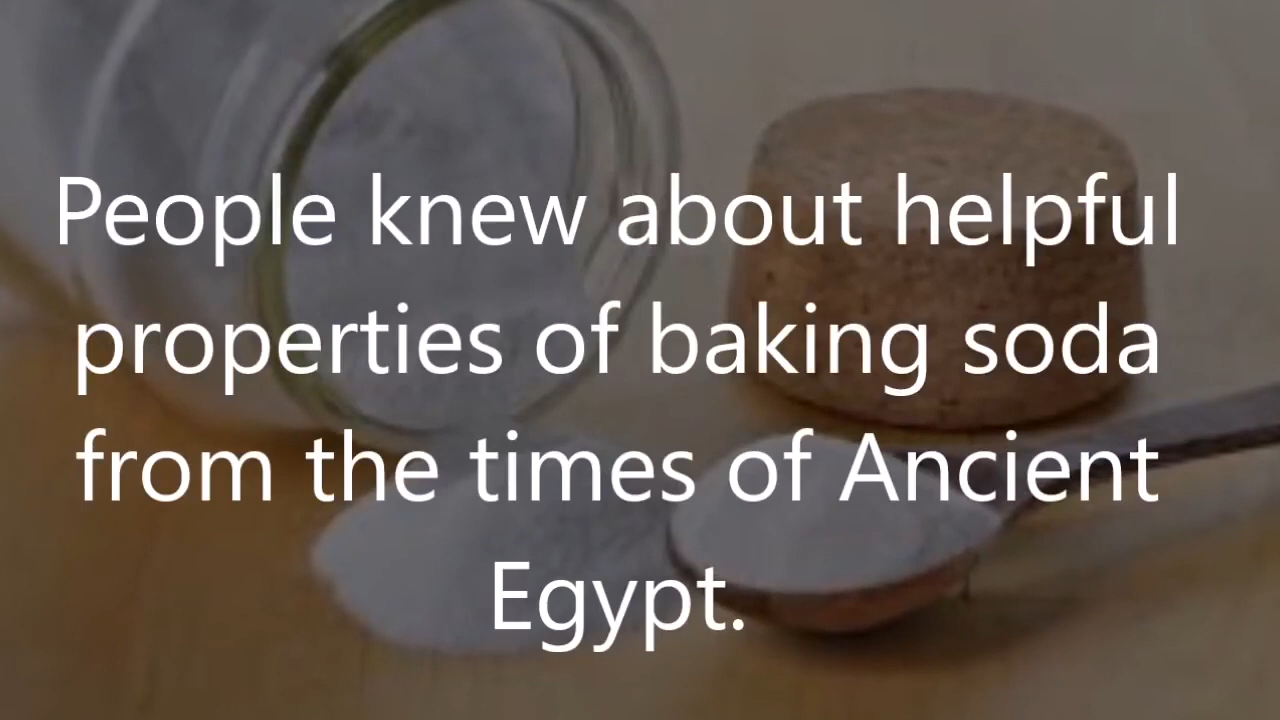 People knew about helpful
properties of baking soda
from the times of Ancient
Egypt.